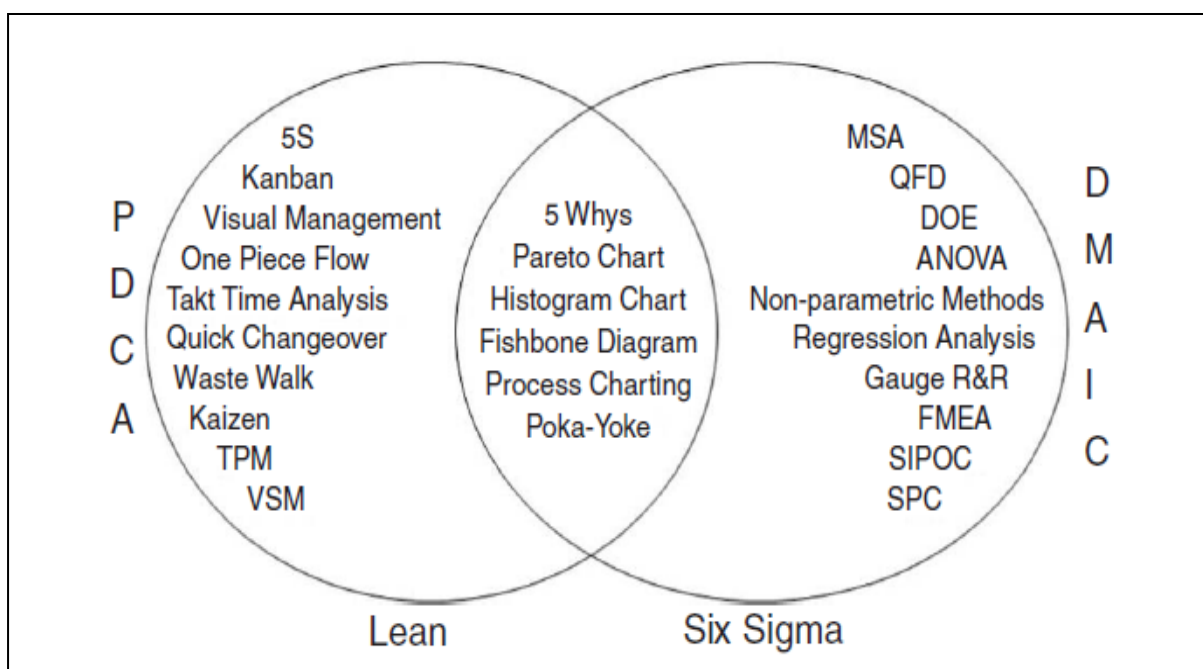 P
D
C
A
5S
Kanban
Visual Management
One Piece Flow
Takt Time Analysis
Quick Changeover
Waste Walk
Kaizen
TPM
VSM
5 Whys
Pareto Chart
Histogram Chart
Fishbone Diagram
Process Charting
Poka-Yoke
MSA
QFD
DOE
ANOVA
Non-parametric Methods
Regression Analysis
Gauge R&R
FMEA
SIPOC
SPC
D
M
A
I
C
Lean
Six Sigma